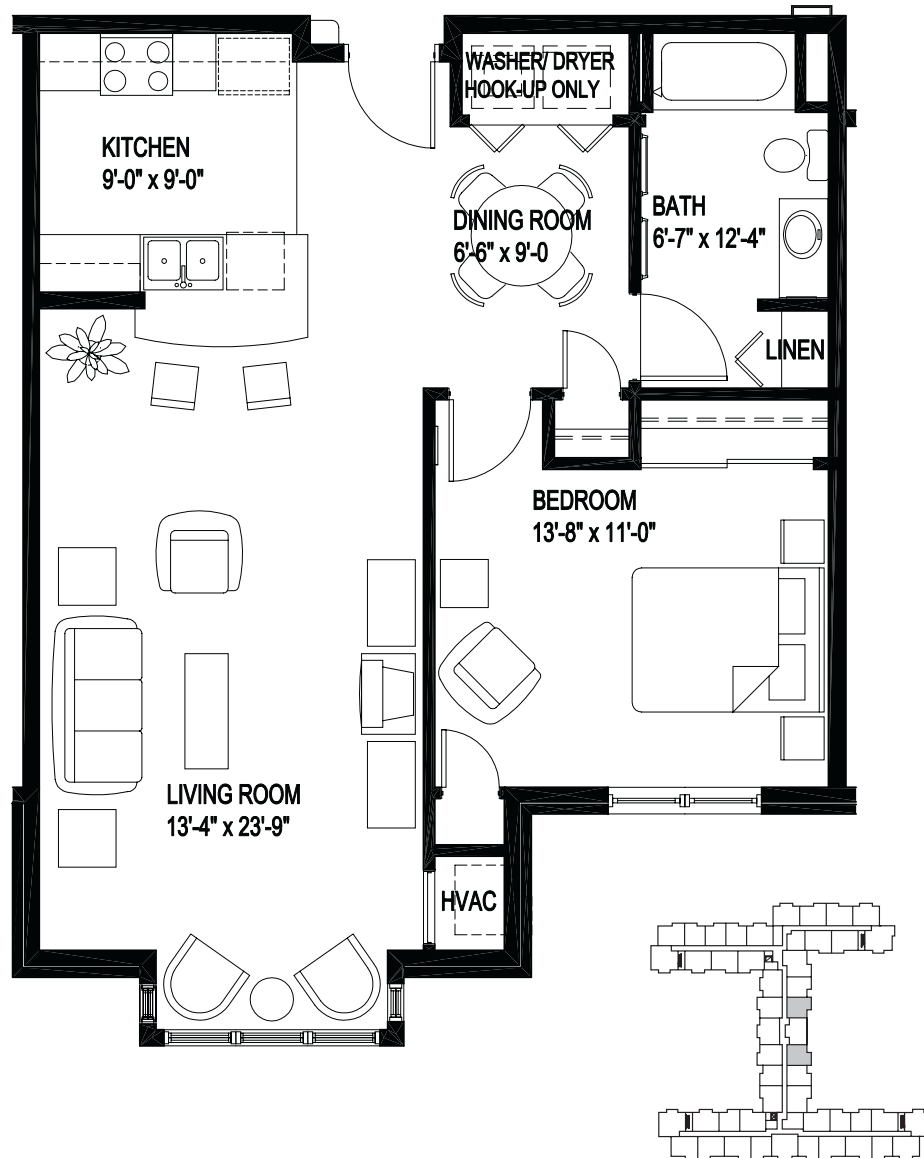 WASHER/ DRYER
HOOK-UP ONLY
KITCHEN
9'-0" x 9'-0"
DINING ROOM
6'-6" x 9'-0
BATH
6'-7" x 12'-4"
LINEN
BEDROOM
13'-8" x 11'-0"
LIVING ROOM
13'-4" x 23'-9"
HVAC